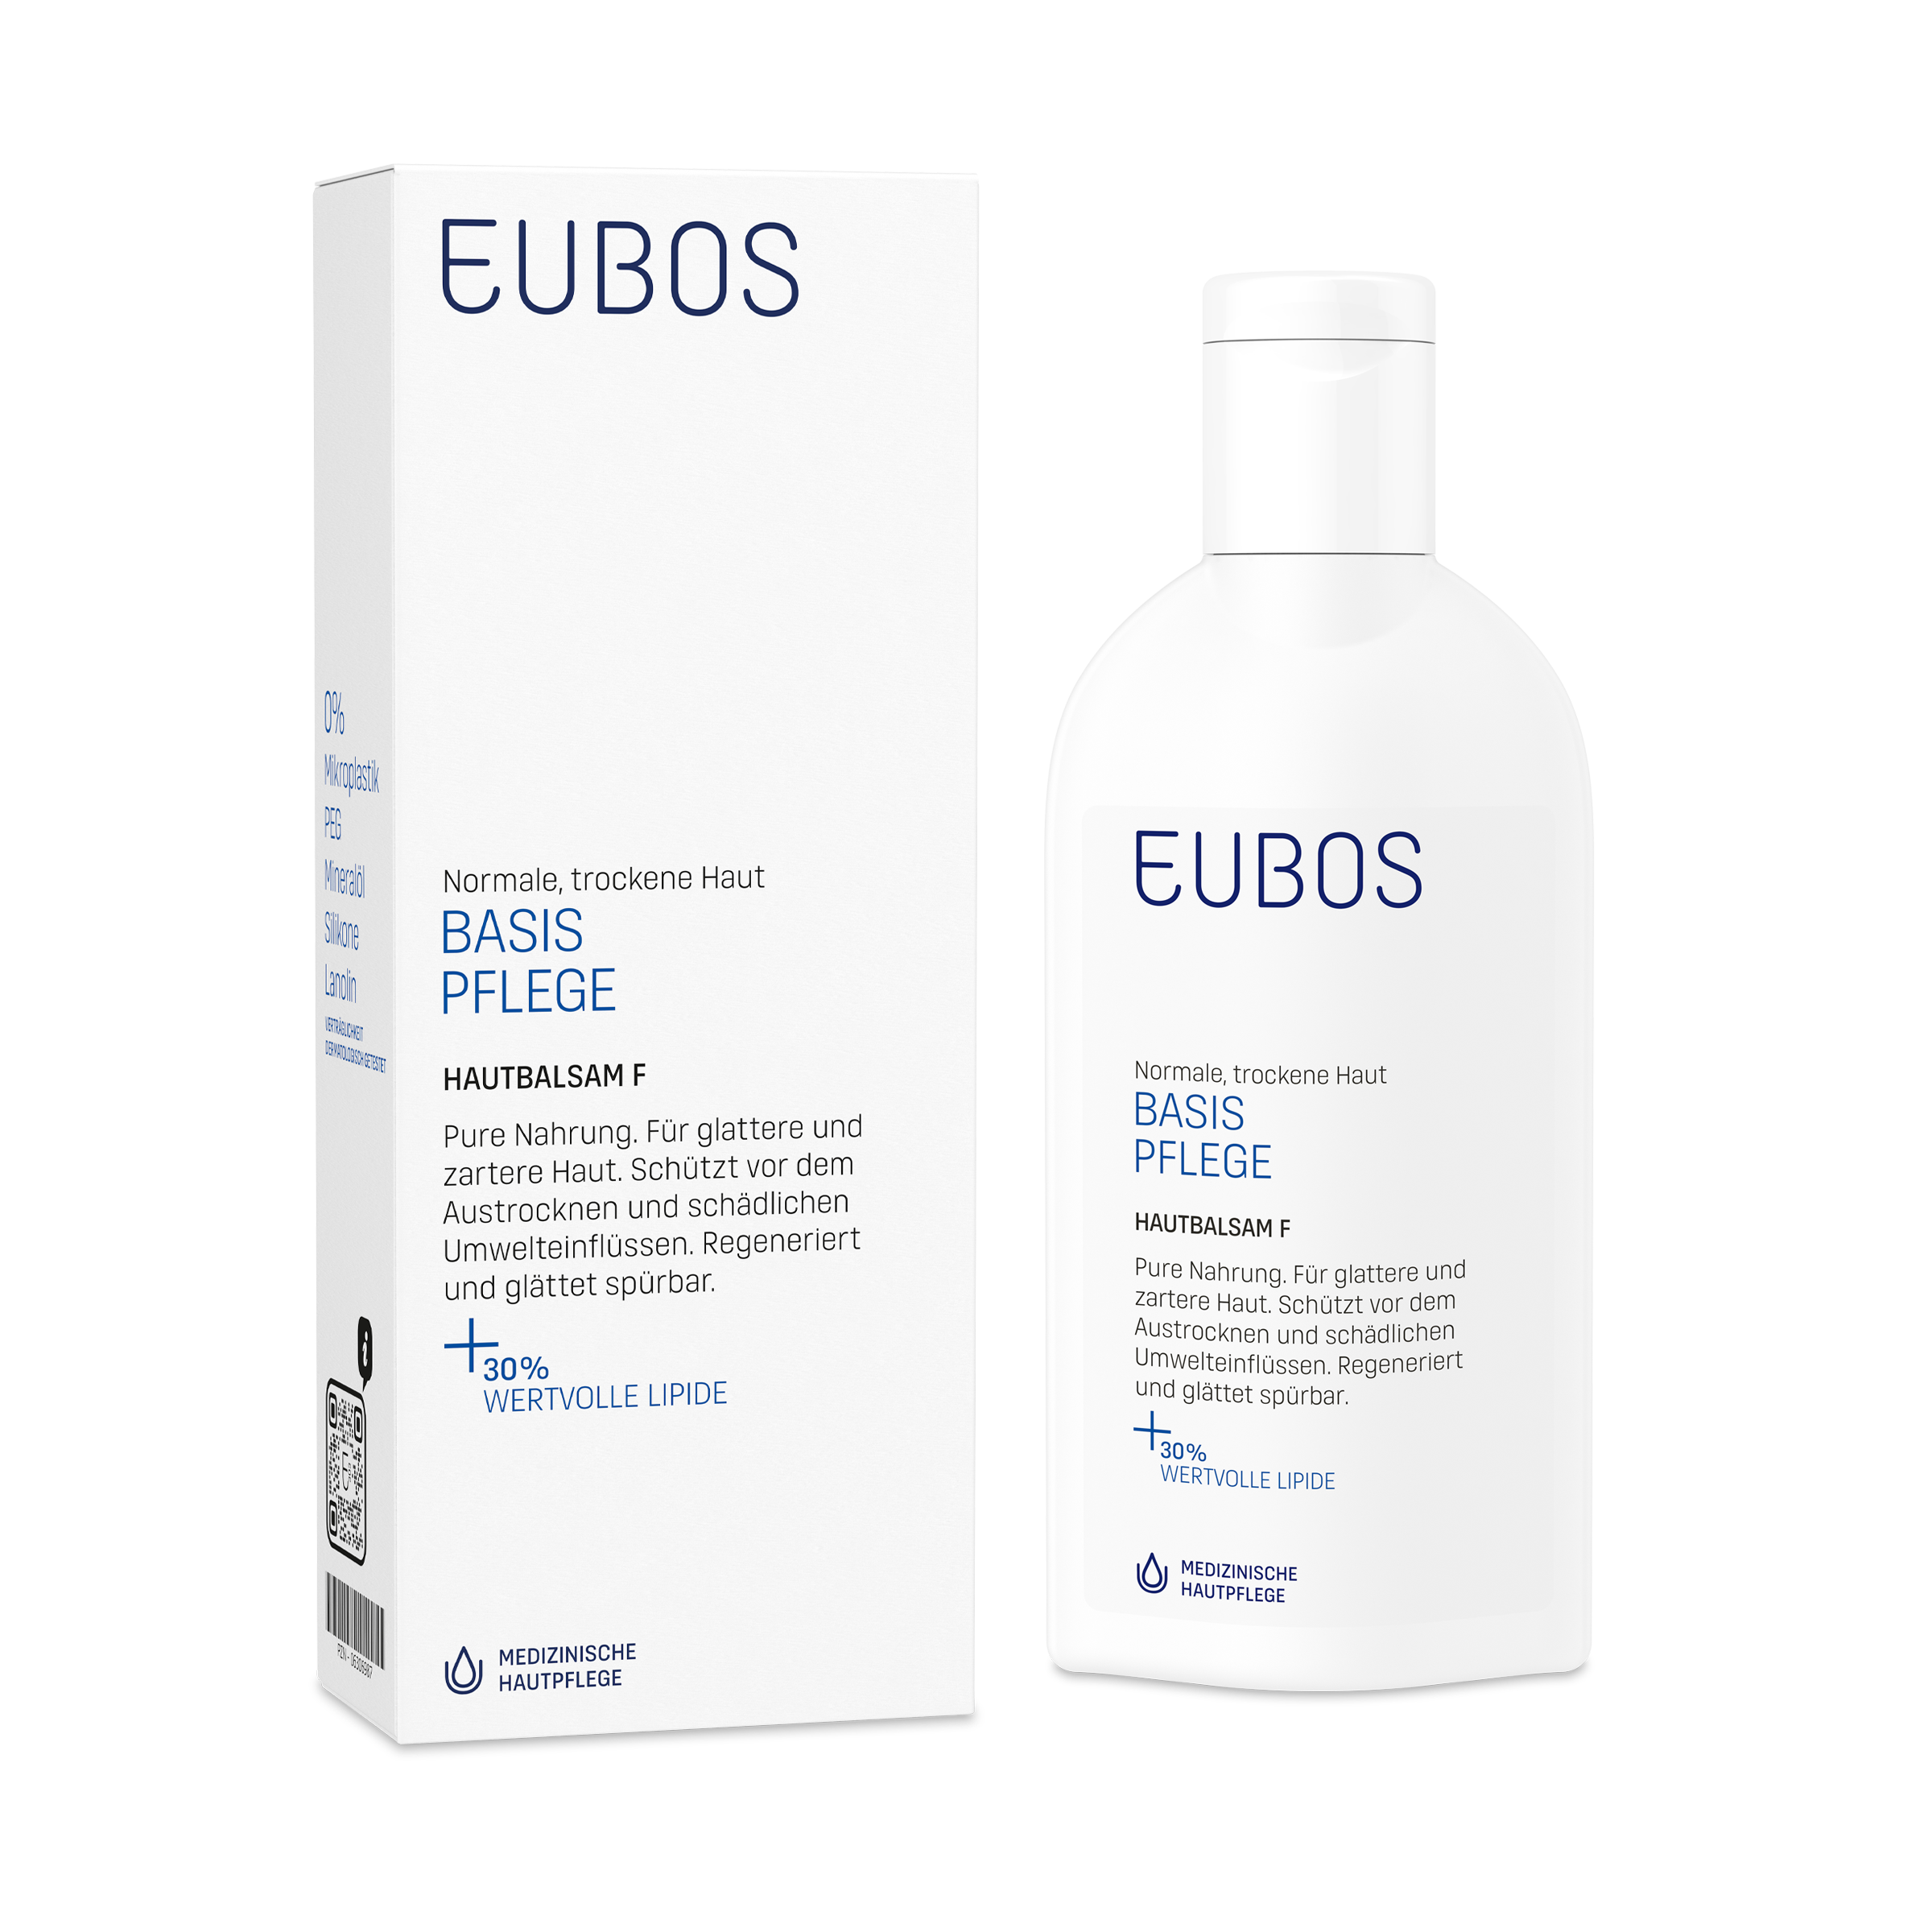 EUBOS
Normale, trockene Haut
BASIS
PFLEGE
HAUTBALSAM F
Pure Nahrung. Für glattere und
zartere Haut. Schützt vor dem
Austrocknen und schädlichen
Umwelteinflüssen. Regeneriert
und glättet spürbar.
30%
WERTVOLLE LIPIDE
MEDIZINISCHE
HAUTPFLEGE
0%
Mikroplastik
PEG
Mineralöl
Silikone
Lanolin
VERTRÄGLICHKEIT
DERMATOLOGISCH GETESTET
i
EUBOS
Normale, trockene Haut
BASIS
PFLEGE
HAUTBALSAM F
Pure Nahrung. Für glattere und
zartere Haut. Schützt vor dem
Austrocknen und schädlichen
Umwelteinflüssen. Regeneriert
und glättet spürbar.
30%
WERTVOLLE LIPIDE
MEDIZINISCHE
HAUTPFLEGE